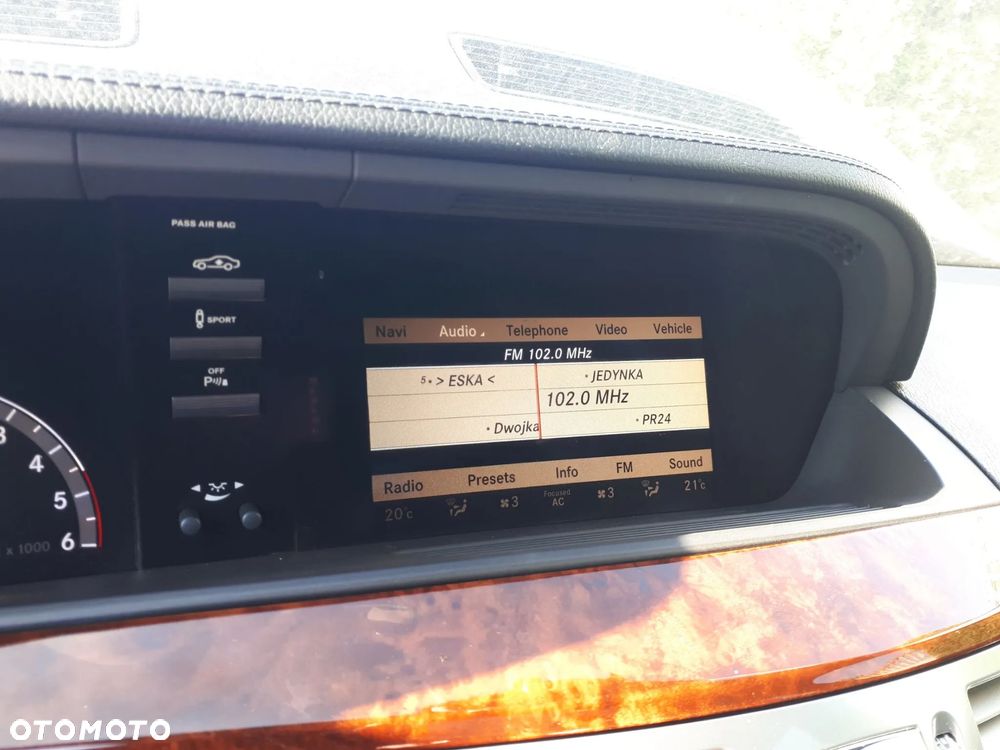 PASS AIR BAG
SPORT
OFF
P
3
4
5
6
x 1000
Navi Audio Telephone Video Vehicle
FM 102.0 MHz
5• > ESKA < • JEDYNKA
102.0 MHz
• Dwojka • PR24
Radio Presets Info FM Sound
20°c 3 Focused AC 3 21°c
OTOMOTO